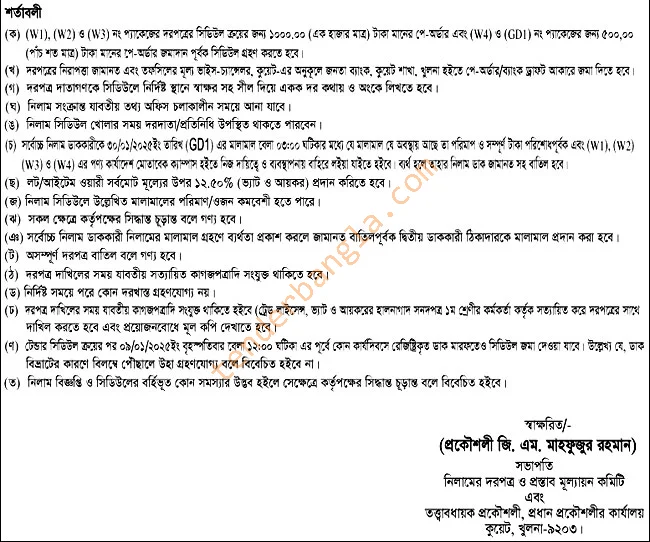 শর্তাবলী
(ক) (W1), (W2) ও (W3) নং প্যাকেজের দরপত্রের সিডিউল ক্রয়ের জন্য ১০০০.০০ (এক হাজার মাত্র) টাকা মানের পে-অর্ডার এবং (W4) ও (GD1) নং প্যাকেজের জন্য ৫০০.০০
(পাঁচ শত মাত্র) টাকা মানের পে-অর্ডার জমাদান পূর্বক সিডিউল গ্রহণ করতে হবে।
(খ) দরপত্রের নিরাপত্তা জামানত এবং তফসিলের মূল্য ভাইস-চ্যান্সেলর, কুয়েট-এর অনুকূলে জনতা ব্যাংক, কুয়েট শাখা, খুলনা হইতে পে-অর্ডার/ব্যাংক ড্রাফট আকারে জমা দিতে হবে।
(গ) দরপত্র দাতাগণকে সিডিউলে নির্দিষ্ট স্থানে স্বাক্ষর সহ সীল দিয়ে একক দর কথায় ও অংকে লিখতে হবে।
(ঘ) নিলাম সংক্রান্ত যাবতীয় তথ্য অফিস চলাকালীন সময়ে আনা যাবে।
(ঙ) নিলাম সিডিউল খোলার সময় দরদাতা/প্রতিনিধি উপস্থিত থাকতে পারবেন।
(চ) সর্বোচ্চ নিলাম ডাককারীকে ৩০/০১/২০২৫ইং তারিখ (GD1) এর মালামাল বেলা ০৩:০০ ঘটিকার মধ্যে যে মালামাল যে অবস্থায় আছে তা পরিমাপ ও সম্পূর্ণ টাকা পরিশোধপূর্বক এবং (W1), (W2)
(W3) ও (W4) এর পণ্য কার্যাদেশ মোতাবেক ক্যাম্পাস হইতে নিজ দায়িত্বে ও ব্যবস্থাপনায় বাহিরে লইয়া যাইতে হইবে। ব্যর্থ হলে তাহার নিলাম ডাক জামানত সহ বাতিল হবে।
(ছ) লট/আইটেম ওয়ারী সর্বমোট মূল্যের উপর ১২.৫০% (ভ্যাট ও আয়কর) প্রদান করিতে হবে।
(জ) নিলাম সিডিউলে উল্লেখিত মালামালের পরিমাণ/ওজন কমবেশী হতে পারে।
(ঝ) সকল ক্ষেত্রে কর্তৃপক্ষের সিদ্ধান্ত চূড়ান্ত বলে গণ্য হবে।
(ঞ) সর্বোচ্চ নিলাম ডাককারী নিলামের মালামাল গ্রহণে ব্যর্থতা প্রকাশ করলে জামানত বাতিলপূর্বক দ্বিতীয় ডাককারী ঠিকাদারকে মালামাল প্রদান করা হবে।
(ট) অসম্পূর্ণ দরপত্র বাতিল বলে গণ্য হবে।
(ঠ) দরপত্র দাখিলের সময় যাবতীয় সত্যায়িত কাগজপত্রাদি সংযুক্ত থাকিতে হবে।
(ড) নির্দিষ্ট সময়ে পরে কোন দরখাস্ত গ্রহণযোগ্য নয়।
(ঢ) দরপত্র দাখিলের সময় যাবতীয় কাগজপত্রাদি সংযুক্ত থাকিতে হইবে (ট্রেড লাইসেন্স, ভ্যাট ও আয়করের হালনাগাদ সনদপত্র ১ম শ্রেণীর কর্মকর্তা কর্তৃক সত্যায়িত করে দরপত্রের সাথে
দাখিল করতে হবে এবং প্রয়োজনবোধে মূল কপি দেখাতে হবে।
(ণ) টেন্ডার সিডিউল ক্রয়ের পর ০৯/০১/২০২৫ইং বৃহস্পতিবার বেলা ১২:০০ ঘটিকা এর পূর্বে কোন কার্যদিবসে রেজিষ্ট্রিকৃত ডাক মারফতেও সিডিউল জমা দেওয়া যাবে। উল্লেখ্য যে, ডাক
বিভ্রাটের কারণে বিলম্বে পৌছালে উহা গ্রহণযোগ্য বলে বিবেচিত হইবে না।
(ত) নিলাম বিজ্ঞপ্তি ও সিডিউলের বর্হিভূত কোন সমস্যার উদ্ভব হইলে সেক্ষেত্রে কর্তৃপক্ষের সিদ্ধান্ত চূড়ান্ত বলে বিবেচিত হইবে।
tenderbangla.com
স্বাক্ষরিত/-
(প্রকৌশলী জি. এম. মাহফুজুর রহমান)
সভাপতি
নিলামের দরপত্র ও প্রস্তাব মূল্যায়ন কমিটি
এবং
তত্ত্বাবধায়ক প্রকৌশলী, প্রধান প্রকৌশলীর কার্যালয়
কুয়েট, খুলনা-৯২০৩।